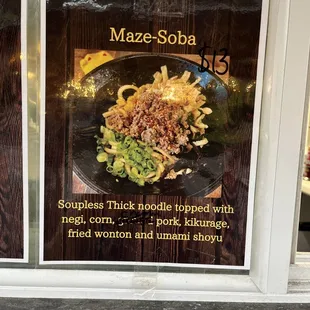 Maze-Soba
$13
Soupless Thick noodle topped with
negi, corn, pork, kikurage,
fried wonton and umami shoyu